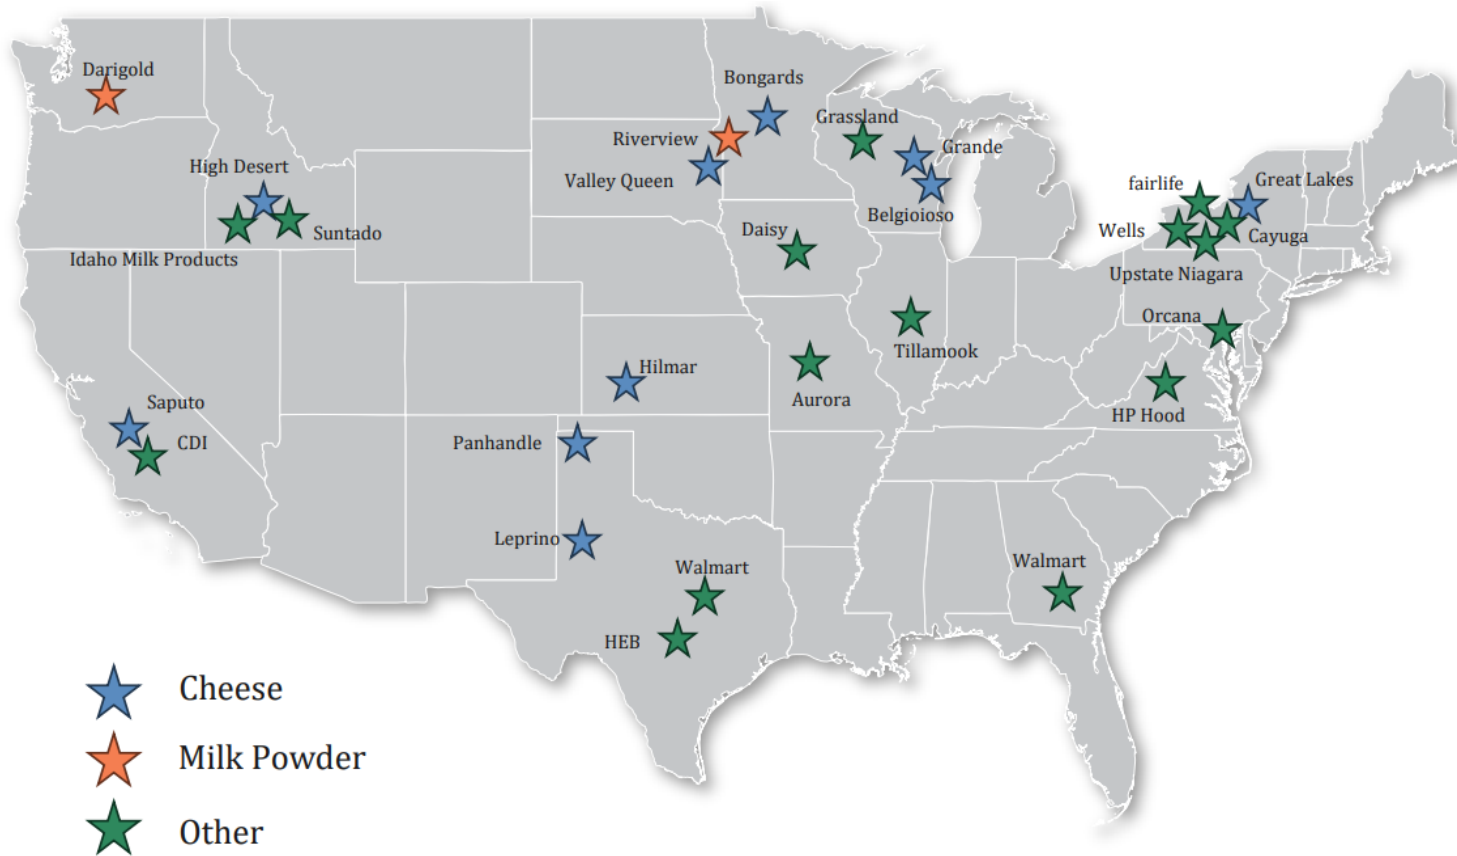 Darigold
Bongards
Grassland
Riverview
Grande
High Desert
Valley Queen
fairlife
Great Lakes
Belgioioso
Daisy
Wells
Suntado
Cayuga
Idaho Milk Products
Upstate Niagara
Orcana
Tillamook
Hilmar
Aurora
Saputo
HP Hood
CDI
Panhandle
Leprino
Walmart
Walmart
HEB
Cheese
Milk Powder
Other